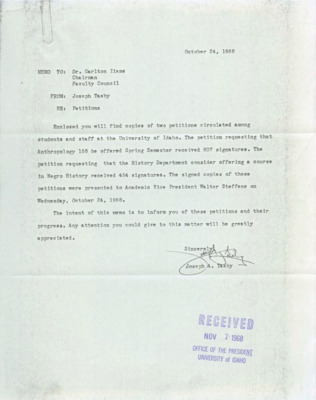 October 24, 1968
MEMO TO: Dr. Carlton Iiams
Chairman
Faculty Council
FROM: Joseph Tasby
RE: Petitions
Enclosed you will find copies of two petitions circulated among
students and staff at the University of Idaho. The petition requesting that
Anthropology 155 be offered Spring Semester received 607 signatures. The
petition requesting that the History Department consider offering a course
in Negro History received 454 signatures. The signed copies of these
petitions were presented to Academic Vice President Walter Steffens on
Wednesday, October 24, 1968.
The intent of this memo is to inform you of these petitions and their
progress. Any attention you could give to this matter will be greatly
appreciated.
Sincerely,
Joseph A. Tasby
RECEIVED
NOV 7 1968
OFFICE OF THE PRESIDENT
UNIVERSITY of IDAHO